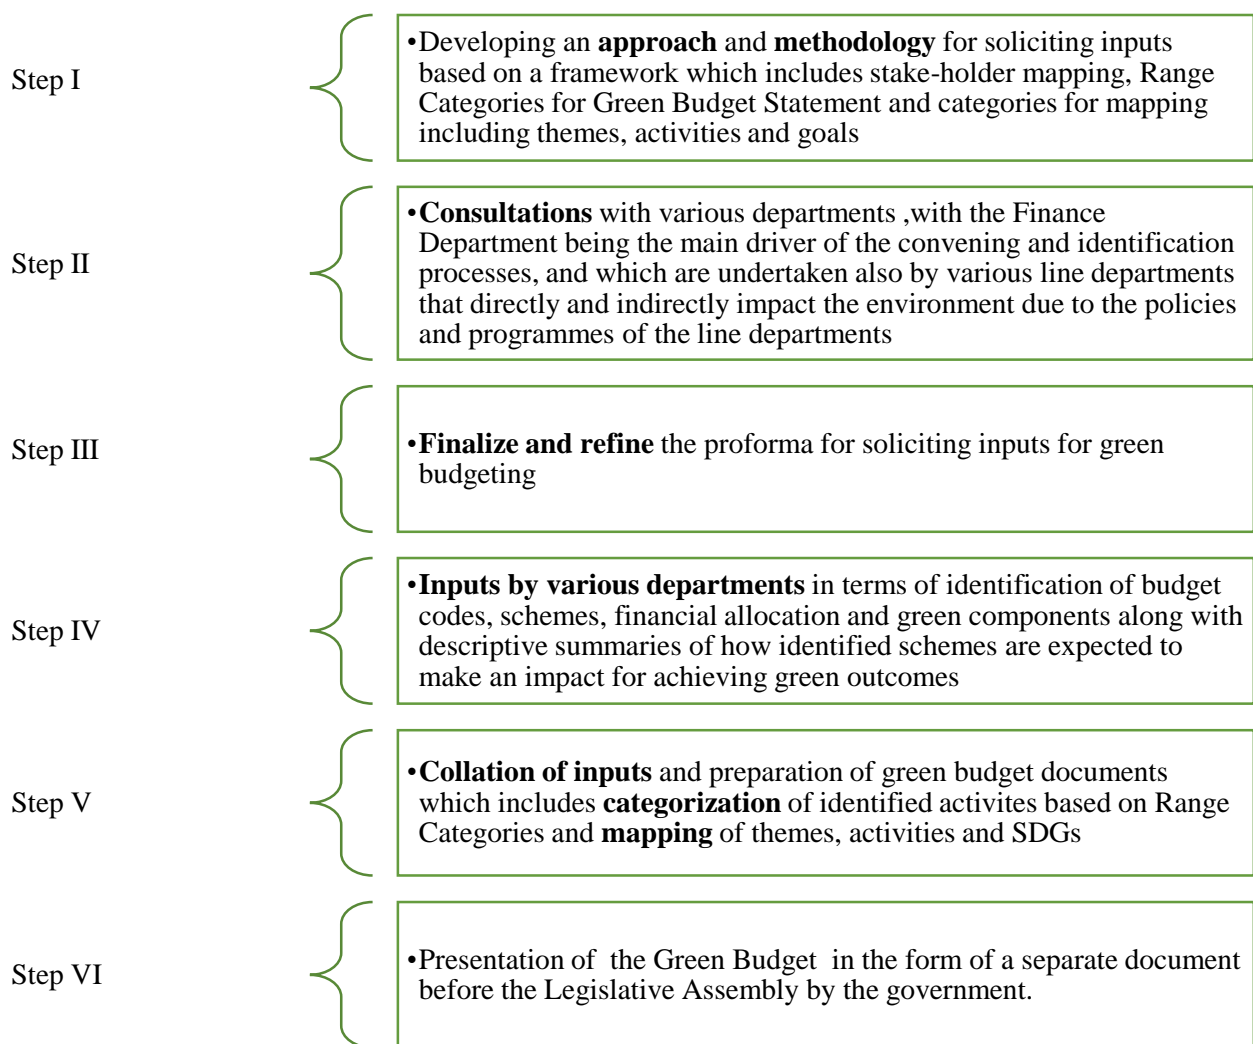 Step I
•Developing an approach and methodology for soliciting inputs
based on a framework which includes stake-holder mapping, Range
Categories for Green Budget Statement and categories for mapping
including themes, activities and goals
Step II
•Consultations with various departments ,with the Finance
Department being the main driver of the convening and identification
processes, and which are undertaken also by various line departments
that directly and indirectly impact the environment due to the policies
and programmes of the line departments
Step III
•Finalize and refine the proforma for soliciting inputs for green
budgeting
Step IV
•Inputs by various departments in terms of identification of budget
codes, schemes, financial allocation and green components along with
descriptive summaries of how identified schemes are expected to
make an impact for achieving green outcomes
Step V
•Collation of inputs and preparation of green budget documents
which includes categorization of identified activites based on Range
Categories and mapping of themes, activities and SDGs
Step VI
•Presentation of  the Green Budget  in the form of a separate document
before the Legislative Assembly by the government.